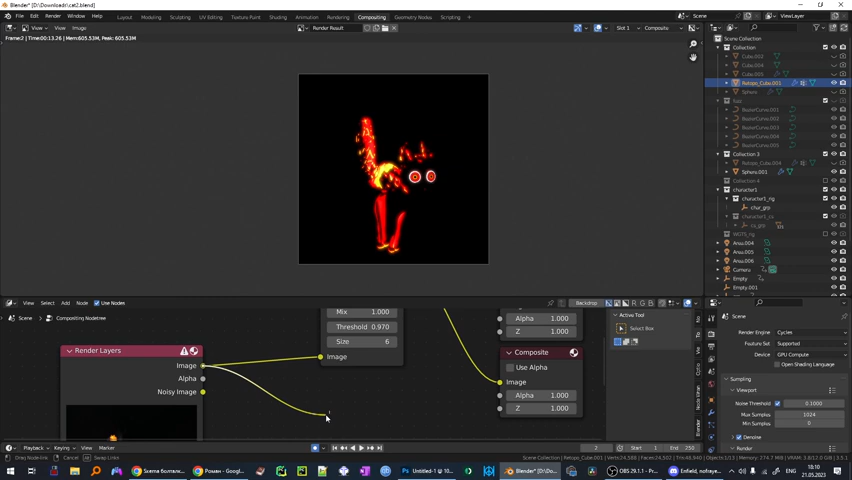 Blender* [D:\Downloads\cat2.blend]
File Edit Render Window Help Layout Modeling Sculpting UV Editing Texture Paint Shading Animation Rendering Compositing Geometry Nodes Scripting Scene ViewLayer
View View Image Render Result Slot 1 Composite
Frame:2 | Time:00:13.26 | Mem:605.53M, Peak: 605.53M
Scene Collection
Collection
Cube.003
Cube.004
Cube.005
Retopo_Cube.001
Sphere
BezierCurve.001
BezierCurve.002
BezierCurve.003
BezierCurve.004
BezierCurve.005
Collection 3
Retopo_Cube.004
Sphere.001
Collection 4
character1
character1_rig
char_grp
character1_cs
cs_grp
WGTS_rig
Area.004
Area.005
Area.006
Camera
Empty
Empty.001
View Select Add Node Use Nodes Backdrop R G B
Scene Compositing Nodetree
Mix 1.000
Threshold 0.970
Size 6
Image
Render Layers
Image
Alpha
Noisy Image
Alpha 1.000
Z 1.000
Composite
Use Alpha
Image
Alpha 1.000
Z 1.000
Active Tool
Select Box
Scene
Render Engine Cycles
Feature Set Supported
Device GPU Compute
Open Shading Language
Sampling
Viewport
Noise Threshold 0.1000
Max Samples 1024
Min Samples 0
Denoise
Render
Playback Keying View Marker 2 Start 1 End 250
Drag Node-link Cancel Swap Links
Untitled-1 @ 10... Blender* [D:\Do... OBS 29.1.1 - Pr... Enfield, nofraye...
18:10
21.05.2023